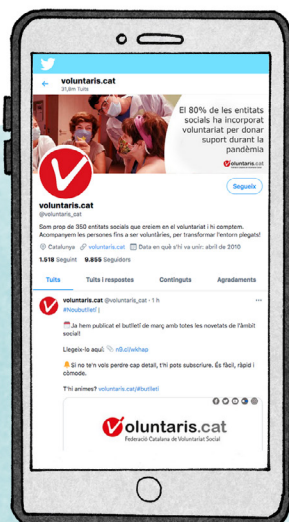 voluntaris.cat
31,8m Tuits
El 80% de les entitats
socials ha incorporat
voluntariat per donar
suport durant la
pandèmia
Voluntaris.cat
Segueix
voluntaris.cat
@voluntaris_cat
Som prop de 350 entitats socials que creiem en el voluntariat i hi comptem.
Acompanyem les persones fins a ser voluntàries, per transformar l'entorn plegats!
Catalunya voluntaris.cat Data en què s'hi va unir: abril de 2010
1.518 Seguint 9.855 Seguidors
Tuits Tuits i respostes Continguts Agradaments
voluntaris.cat @voluntaris_cat · 1 h
#Noubutlletí |
Ja hem publicat el butlletí de març amb totes les novetats de l'àmbit
social!
Llegeix-lo aquí: n9.cl/wkhap
Si no te'n vols perdre cap detall, t'hi pots subscriure. És fàcil, ràpid i
còmode.
T'hi animes? voluntaris.cat/#butlleti
Voluntaris.cat
Federació Catalana de Voluntariat Social